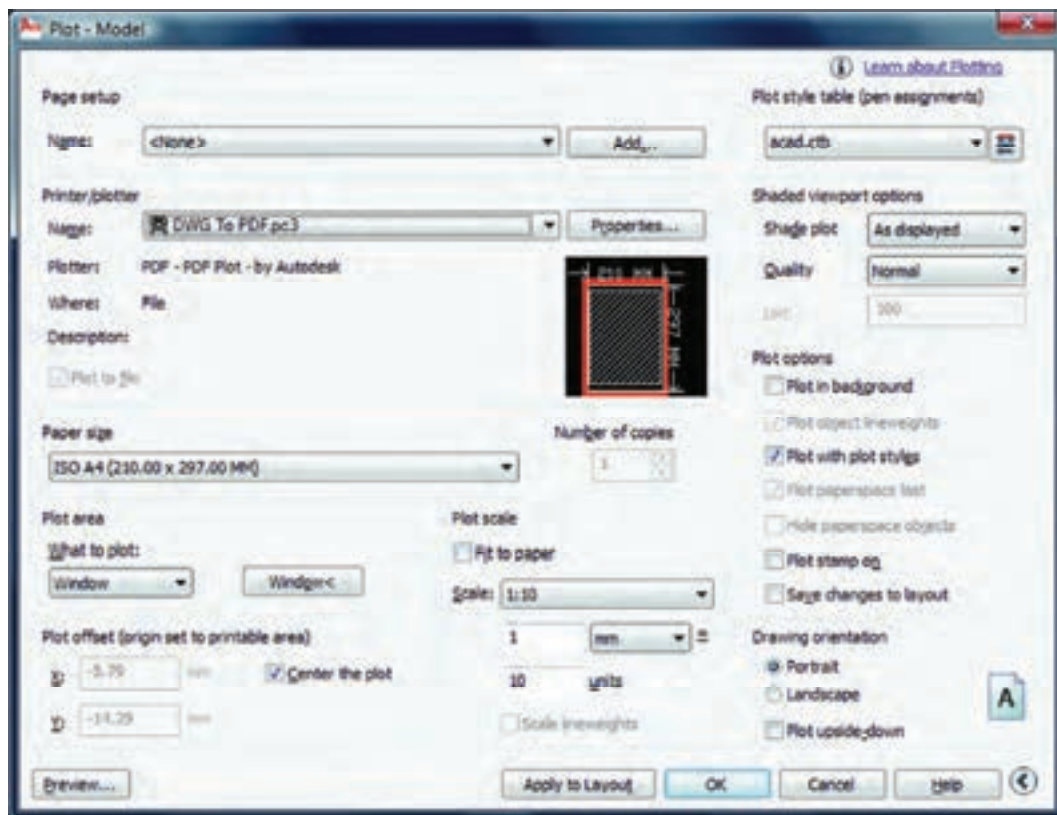 Plot - Model
Learn about Plotting
Page setup
Name: <None> Add...
Plot style table (pen assignments)
acad.ctb
Printer/plotter
Name: DWG To PDF.pc3 Properties...
Plotter: PDF - PDF Plot - by Autodesk
Where: File
Description:
Plot to file
210 MM
297 MM
Shaded viewport options
Shade plot As displayed
Quality Normal
Paper size
ISO A4 (210.00 x 297.00 MM)
Number of copies
1
Plot area
What to plot:
Window Window<
Plot scale
Fit to paper
Scale: 1:10
1 mm =
10 units
Scale lineweights
Plot offset (origin set to printable area)
X: mm Center the plot
Y: mm
Plot options
Plot in background
Plot object lineweights
Plot with plot styles
Plot paperspace last
Hide paperspace objects
Plot stamp on
Save changes to layout
Drawing orientation
Portrait
Landscape
Plot upside-down
A
Preview... Apply to Layout OK Cancel Help